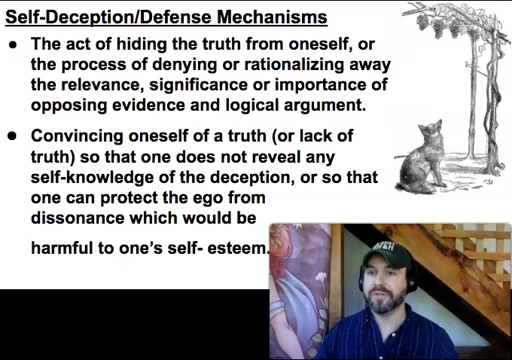 Self-Deception/Defense Mechanisms
● The act of hiding the truth from oneself, or
the process of denying or rationalizing away
the relevance, significance or importance of
opposing evidence and logical argument.
● Convincing oneself of a truth (or lack of
truth) so that one does not reveal any
self-knowledge of the deception, or so that
one can protect the ego from
dissonance which would be
harmful to one's self- esteem.